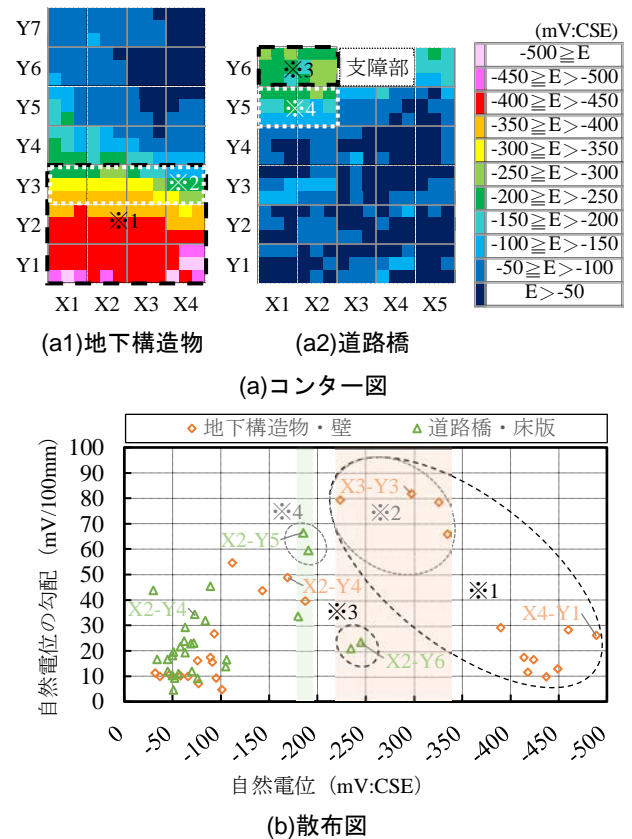 (mV:CSE)
-500≧E
-450≧E＞-500
-400≧E＞-450
-350≧E＞-400
-300≧E＞-350
-250≧E＞-300
-200≧E＞-250
-150≧E＞-200
-100≧E＞-150
-50≧E＞-100
E＞-50
Y7
Y6
Y5
Y4
Y3
Y2
Y1
※2
※1
X1 X2 X3 X4
(a1)地下構造物
Y6
Y5
Y4
Y3
Y2
Y1
※3
支障部
※4
X1 X2 X3 X4 X5
(a2)道路橋
(a)コンター図
地下構造物・壁 道路橋・床版
自然電位の勾配（mV/100mm）
100
90
80
70
60
50
40
30
20
10
0
※4
X2-Y5
X3-Y3
※2
X2-Y4
X2-Y4
※3
※1
X4-Y1
X2-Y6
0 -50 -100 -150 -200 -250 -300 -350 -400 -450 -500
自然電位（mV:CSE）
(b)散布図